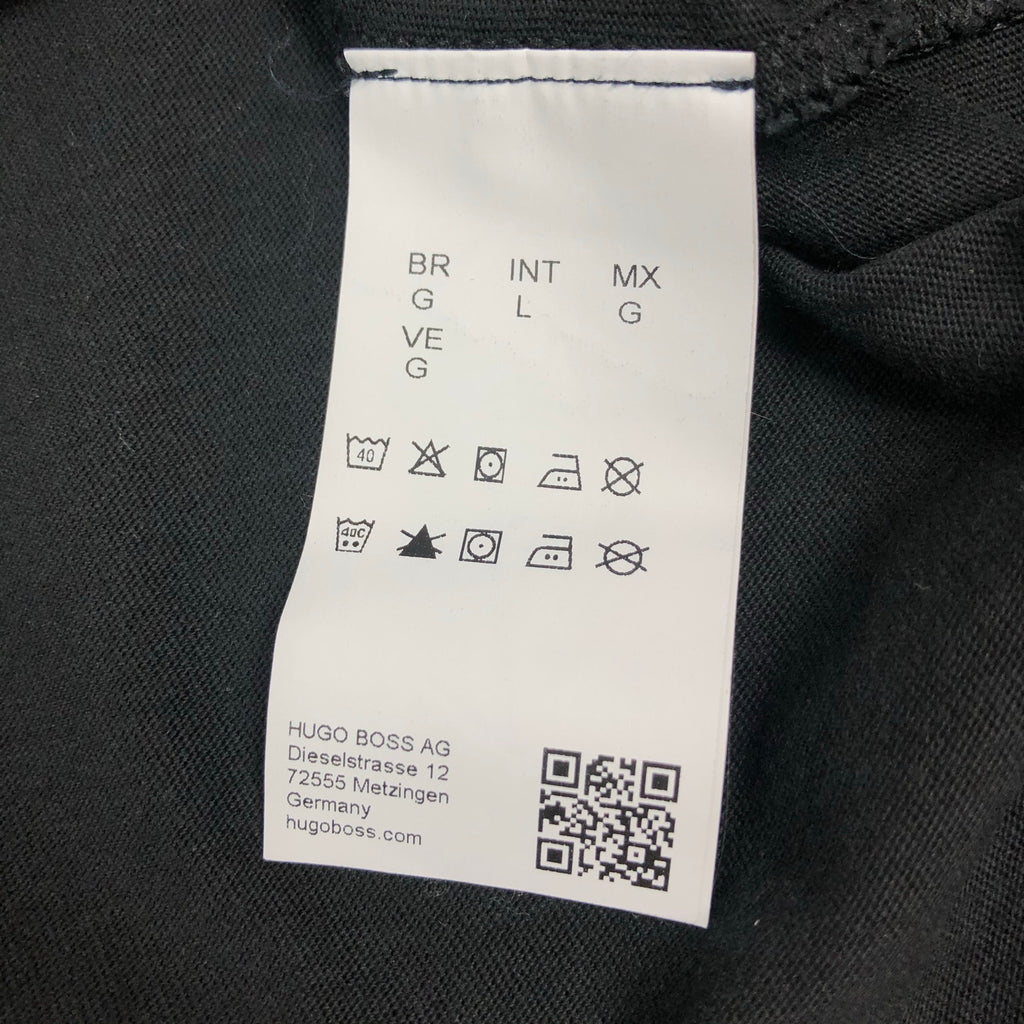 BR INT MX
G L G
VE
G
40
40C
HUGO BOSS AG
Dieselstrasse 12
72555 Metzingen
Germany
hugoboss.com